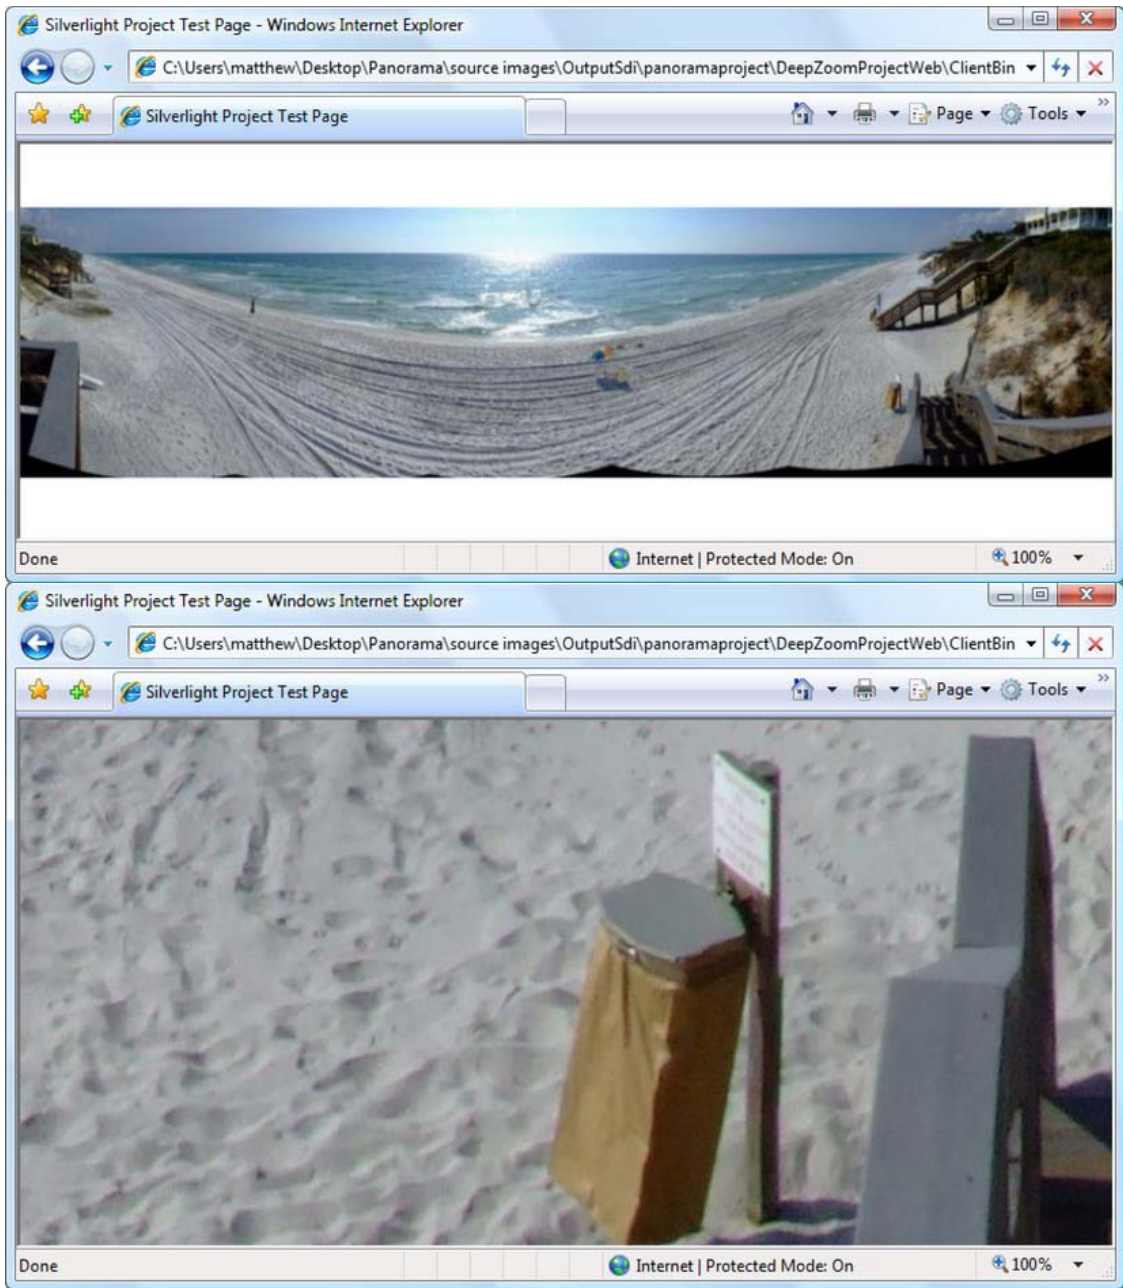 Silverlight Project Test Page - Windows Internet Explorer
C:\Users\matthew\Desktop\Panorama\source images\OutputSdi\panoramaproject\DeepZoomProjectWeb\ClientBin
Silverlight Project Test Page
Page
Tools
Done
Internet | Protected Mode: On
100%
Silverlight Project Test Page - Windows Internet Explorer
C:\Users\matthew\Desktop\Panorama\source images\OutputSdi\panoramaproject\DeepZoomProjectWeb\ClientBin
Silverlight Project Test Page
Page
Tools
Done
Internet | Protected Mode: On
100%